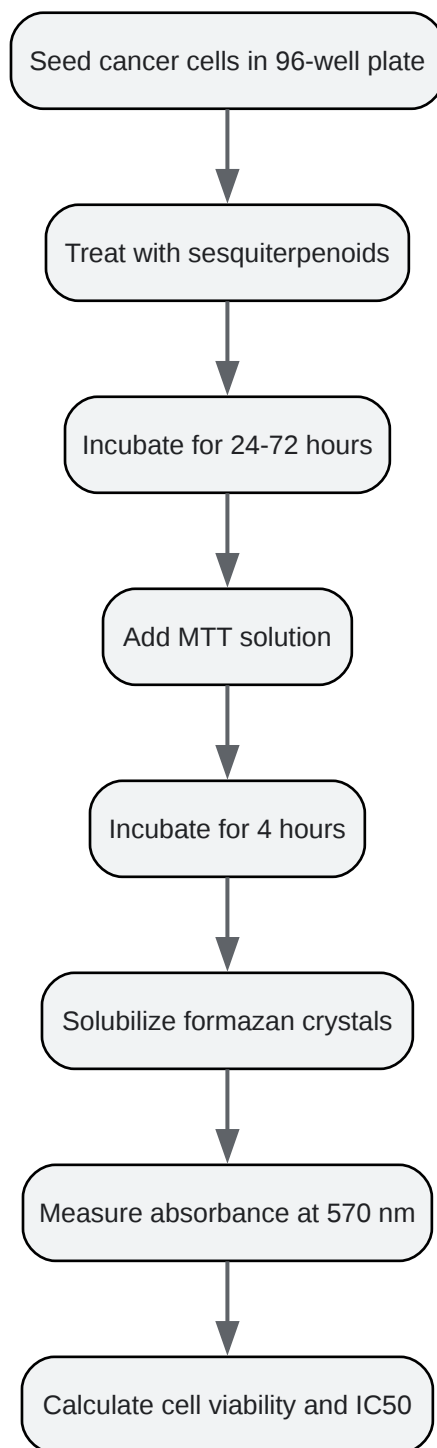 Seed cancer cells in 96-well plate
Treat with sesquiterpenoids
Incubate for 24-72 hours
Add MTT solution
Incubate for 4 hours
Solubilize formazan crystals
Measure absorbance at 570 nm
Calculate cell viability and IC50